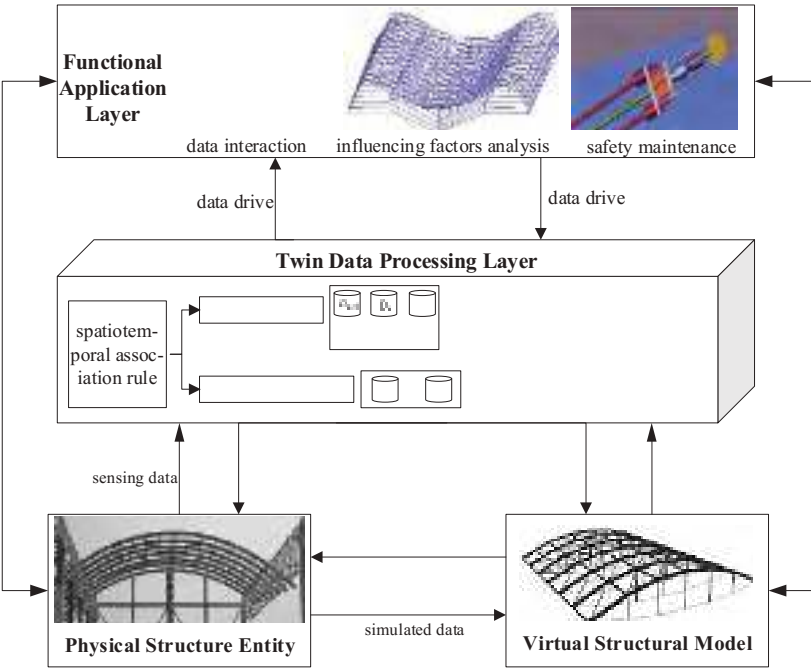 Functional
Application
Layer
data interaction
influencing factors analysis
safety maintenance
data drive
data drive
Twin Data Processing Layer
spatiotem-
poral assoc-
iation rule
sensing data
simulated data
Physical Structure Entity
Virtual Structural Model